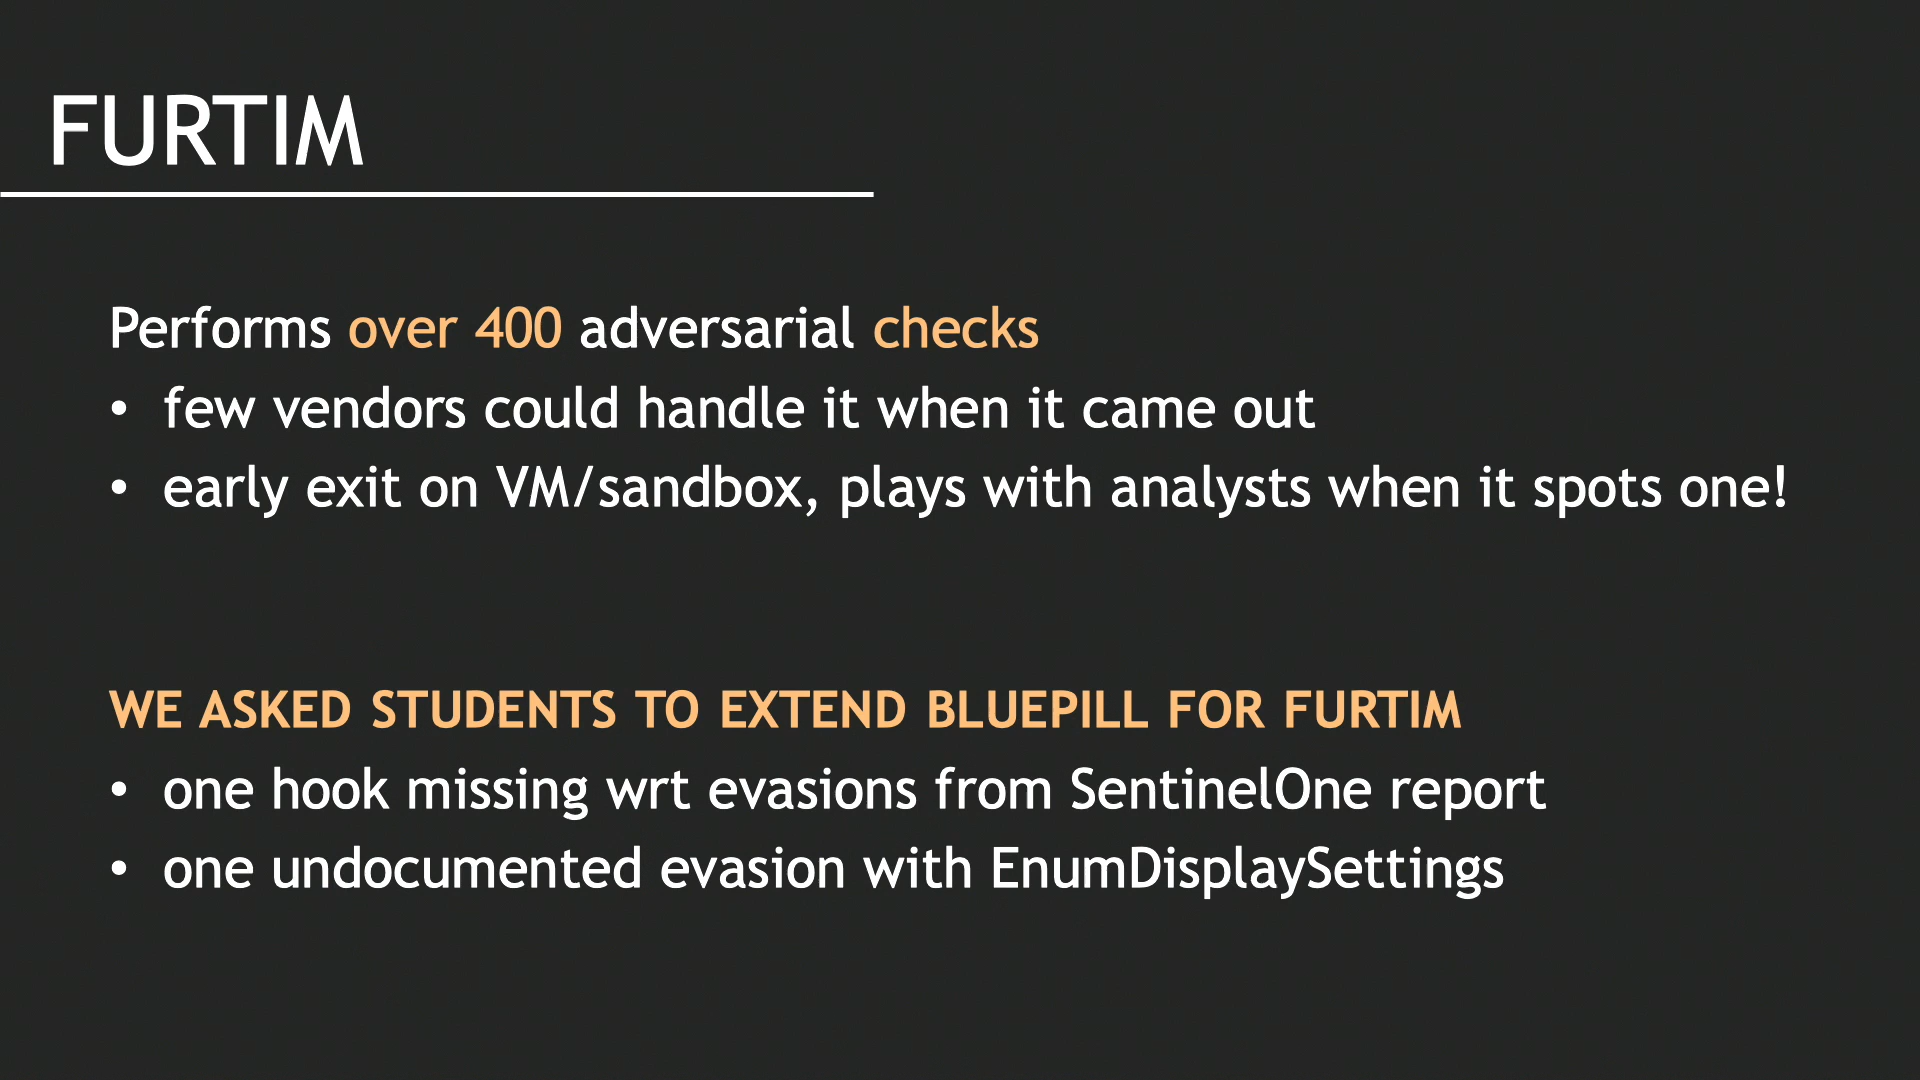 FURTIM
Performs over 400 adversarial checks
• few vendors could handle it when it came out
• early exit on VM/sandbox, plays with analysts when it spots one!
WE ASKED STUDENTS TO EXTEND BLUEPILL FOR FURTIM
• one hook missing wrt evasions from SentinelOne report
• one undocumented evasion with EnumDisplaySettings